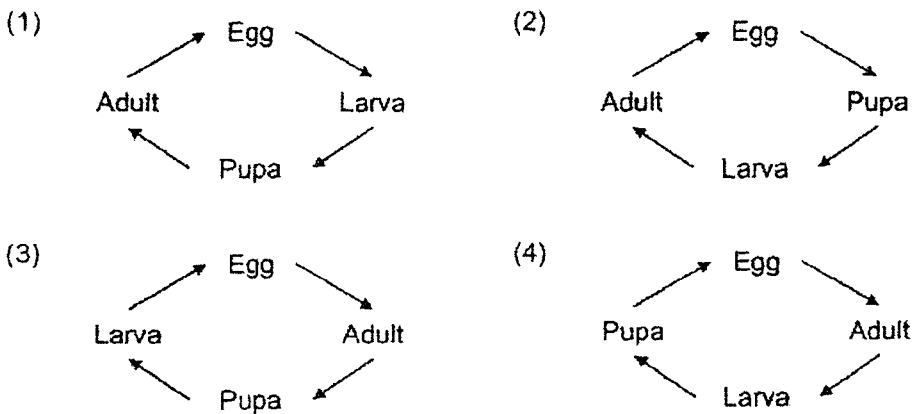 (1) Egg (2) Egg
Adult Larva Adult Pupa
Pupa Larva
(3) Egg (4) Egg
Larva Adult Pupa Adult
Pupa Larva